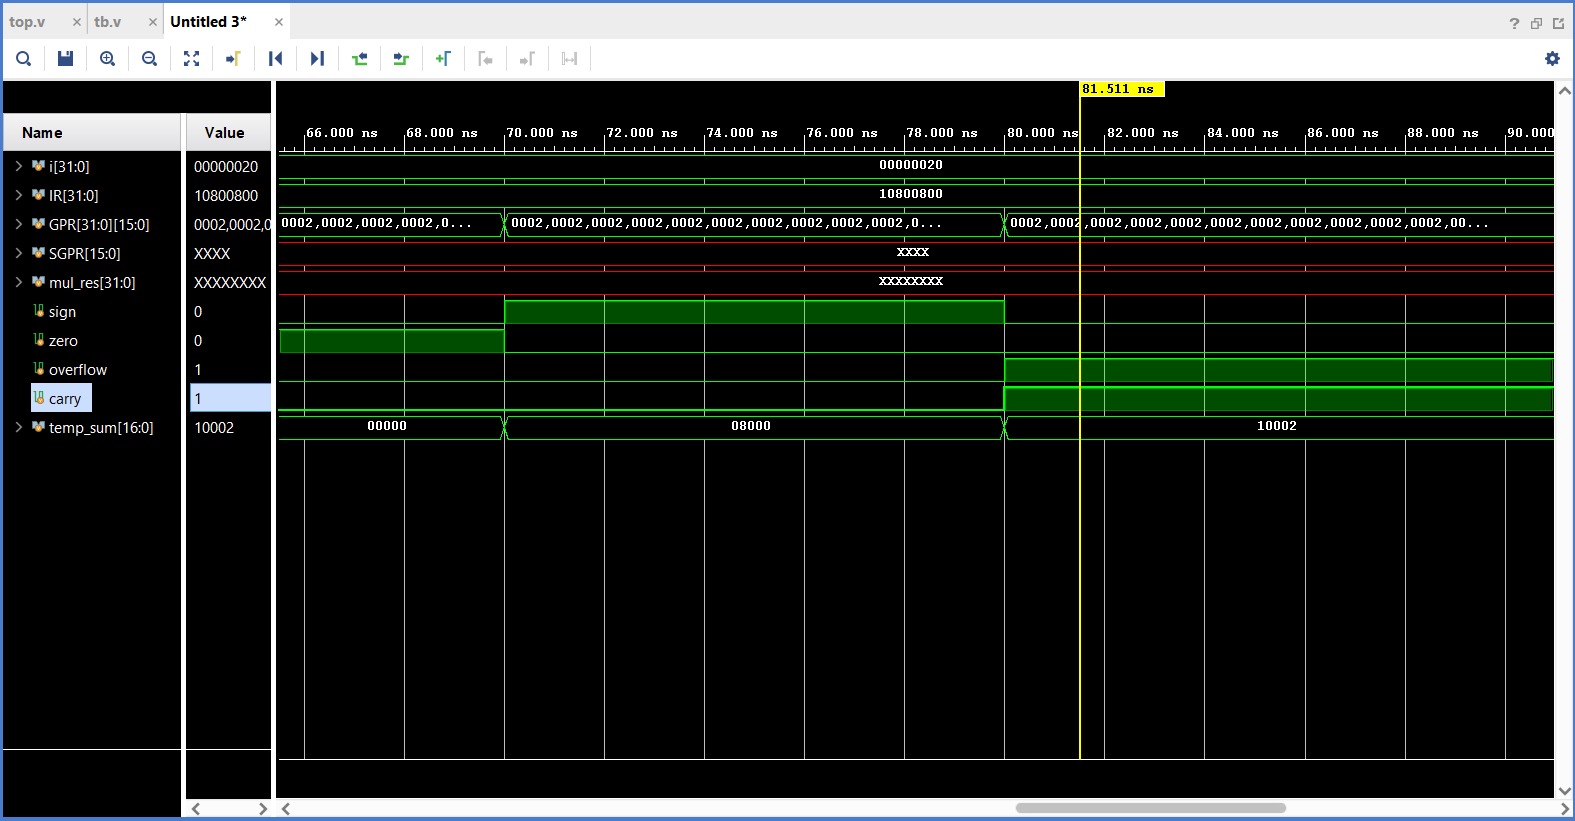 top.v × tb.v × Untitled 3* ×
?
81.511 ns
66.000 ns 68.000 ns 70.000 ns 72.000 ns 74.000 ns 76.000 ns 78.000 ns 80.000 ns 82.000 ns 84.000 ns 86.000 ns 88.000 ns 90.000
Name Value
i[31:0] 00000020 00000020
IR[31:0] 10800800 10800800
GPR[31:0][15:0] 0002,0002,0 0002,0002,0002,0002,0... 0002,0002,0002,0002,0002,0002,0002,0002,0002,0002,0... 0002,0002,0002,0002,0002,0002,0002,0002,0002,0002,0002,00...
SGPR[15:0] XXXX XXXX
mul_res[31:0] XXXXXXXX XXXXXXXX
sign 0
zero 0
overflow 1
carry 1
temp_sum[16:0] 10002 00000 08000 10002